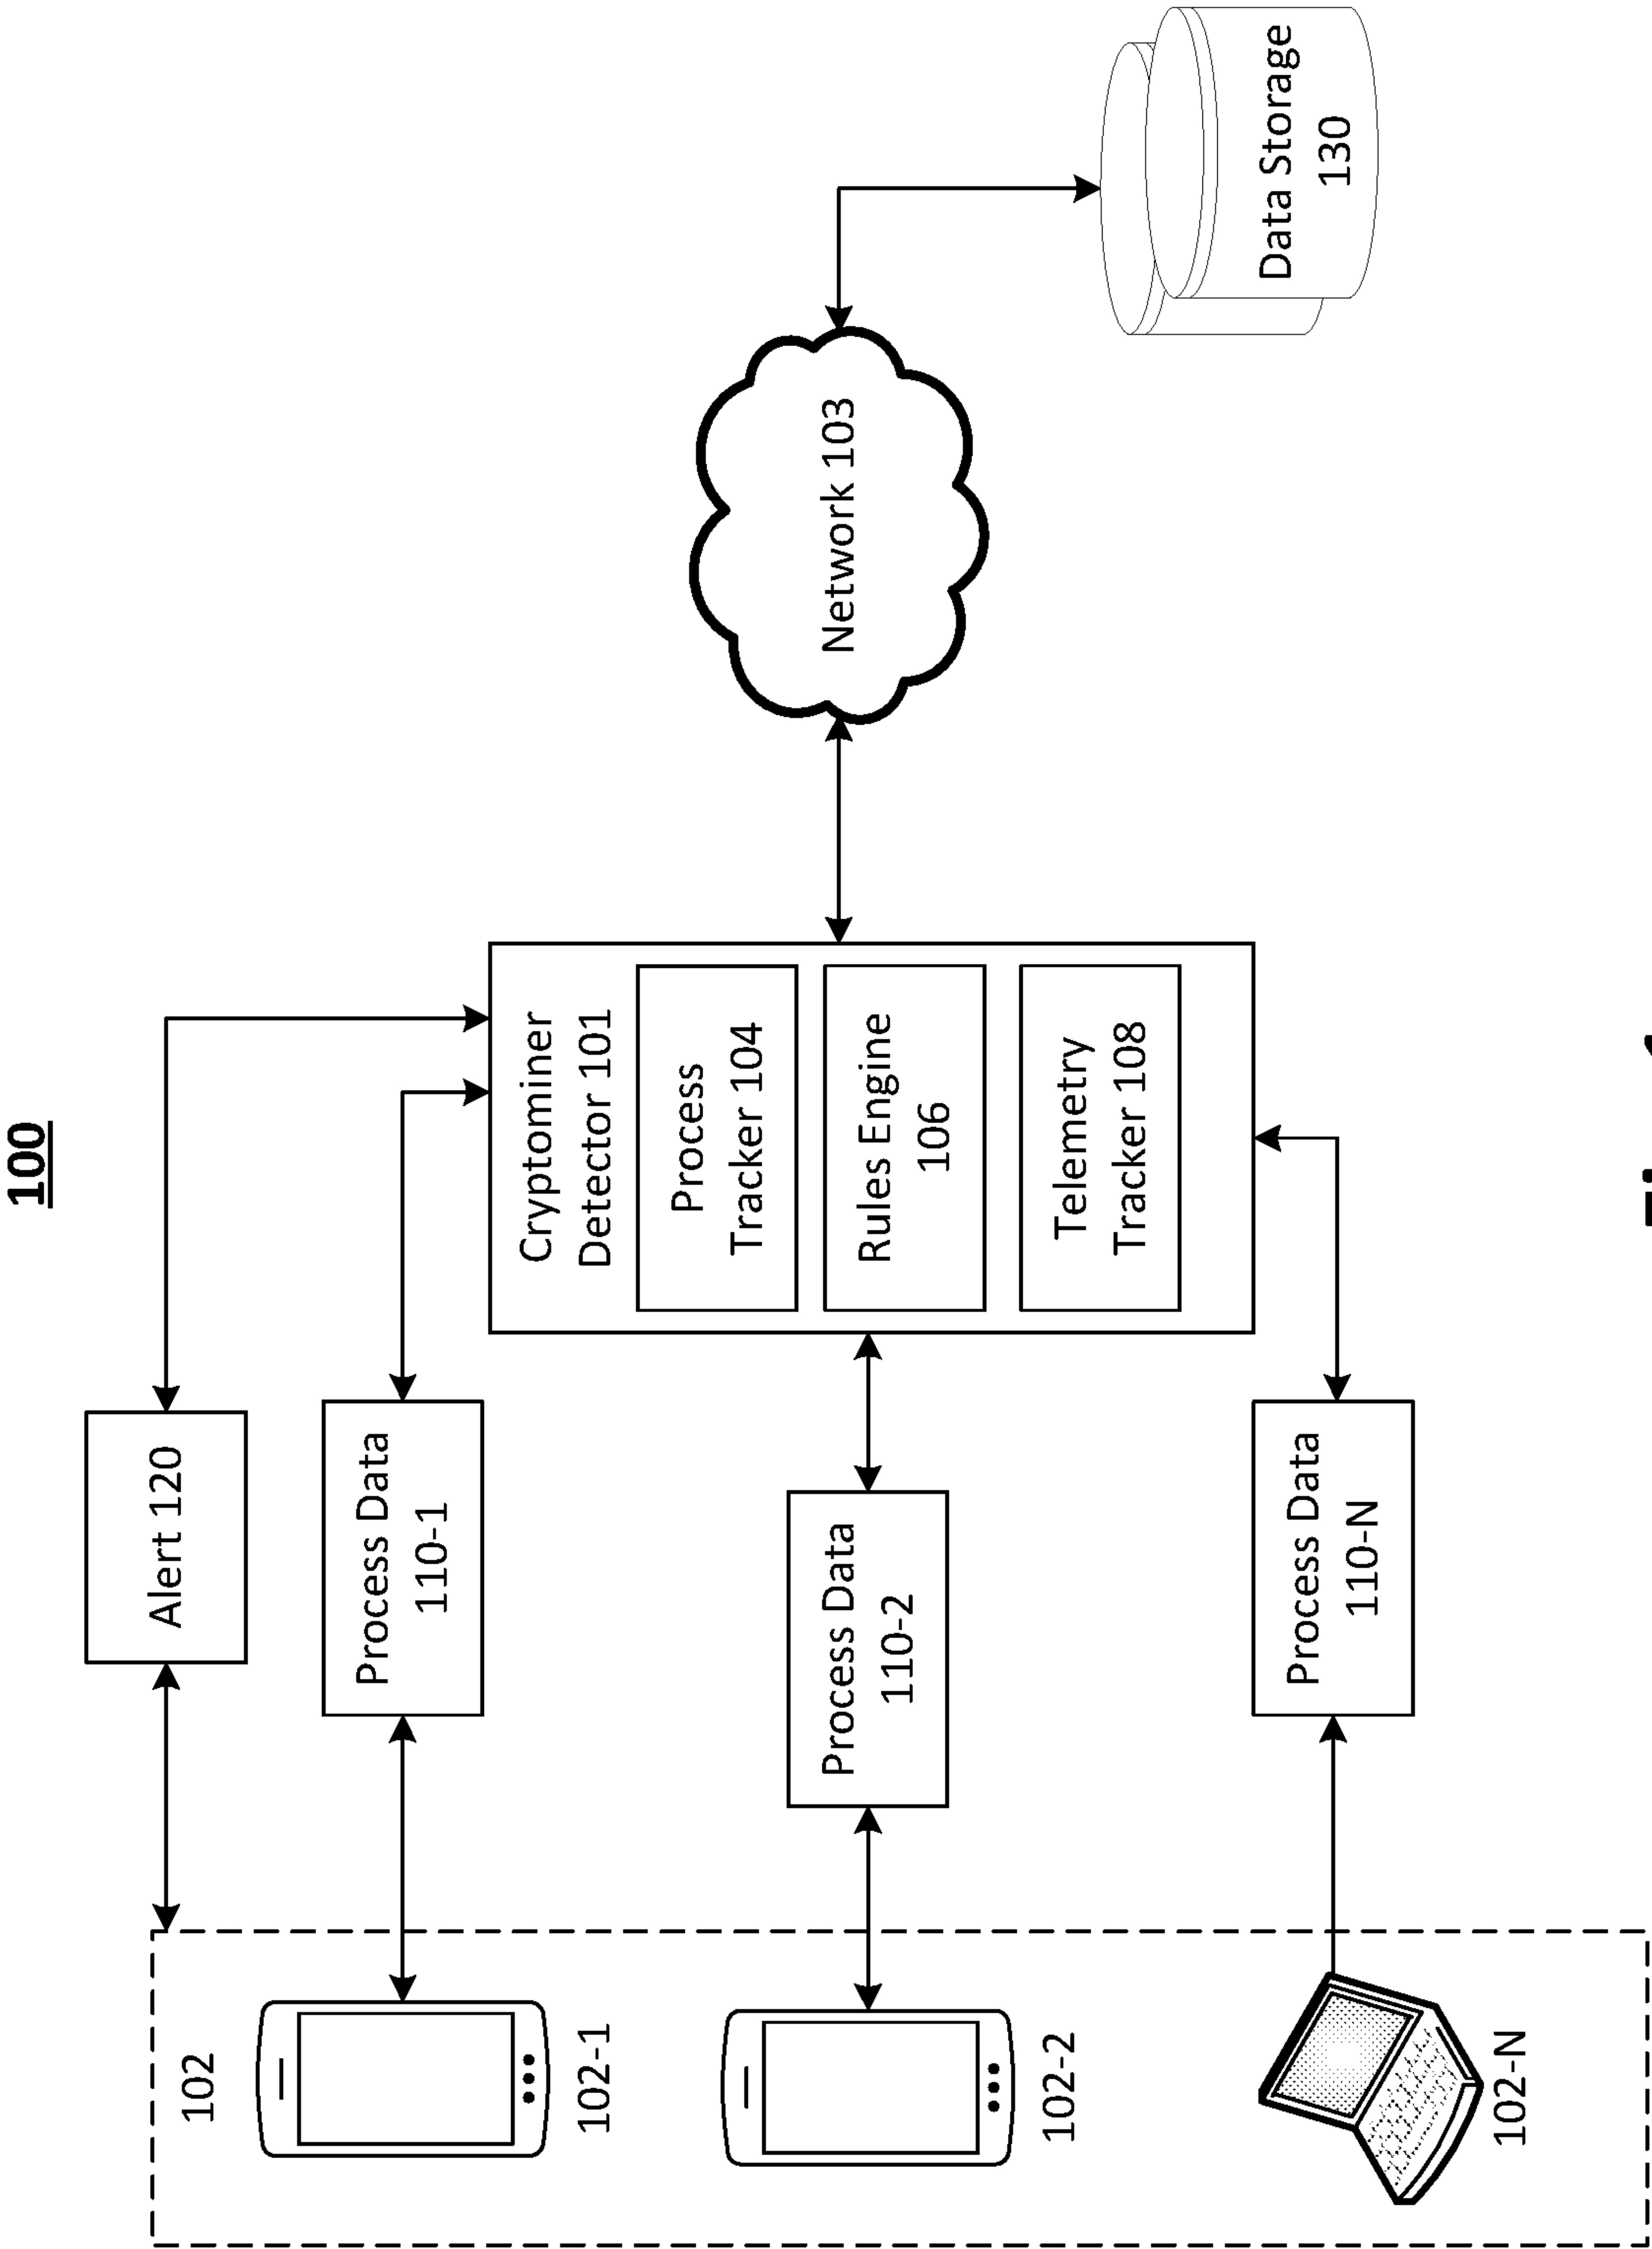 100
Alert 120
102
102-1
Process Data
110-1
Cryptominer
Detector 101
Process
Tracker 104
Rules Engine
106
Telemetry
Tracker 108
Network 103
Process Data
110-2
102-2
Data Storage
130
Process Data
110-N
102-N